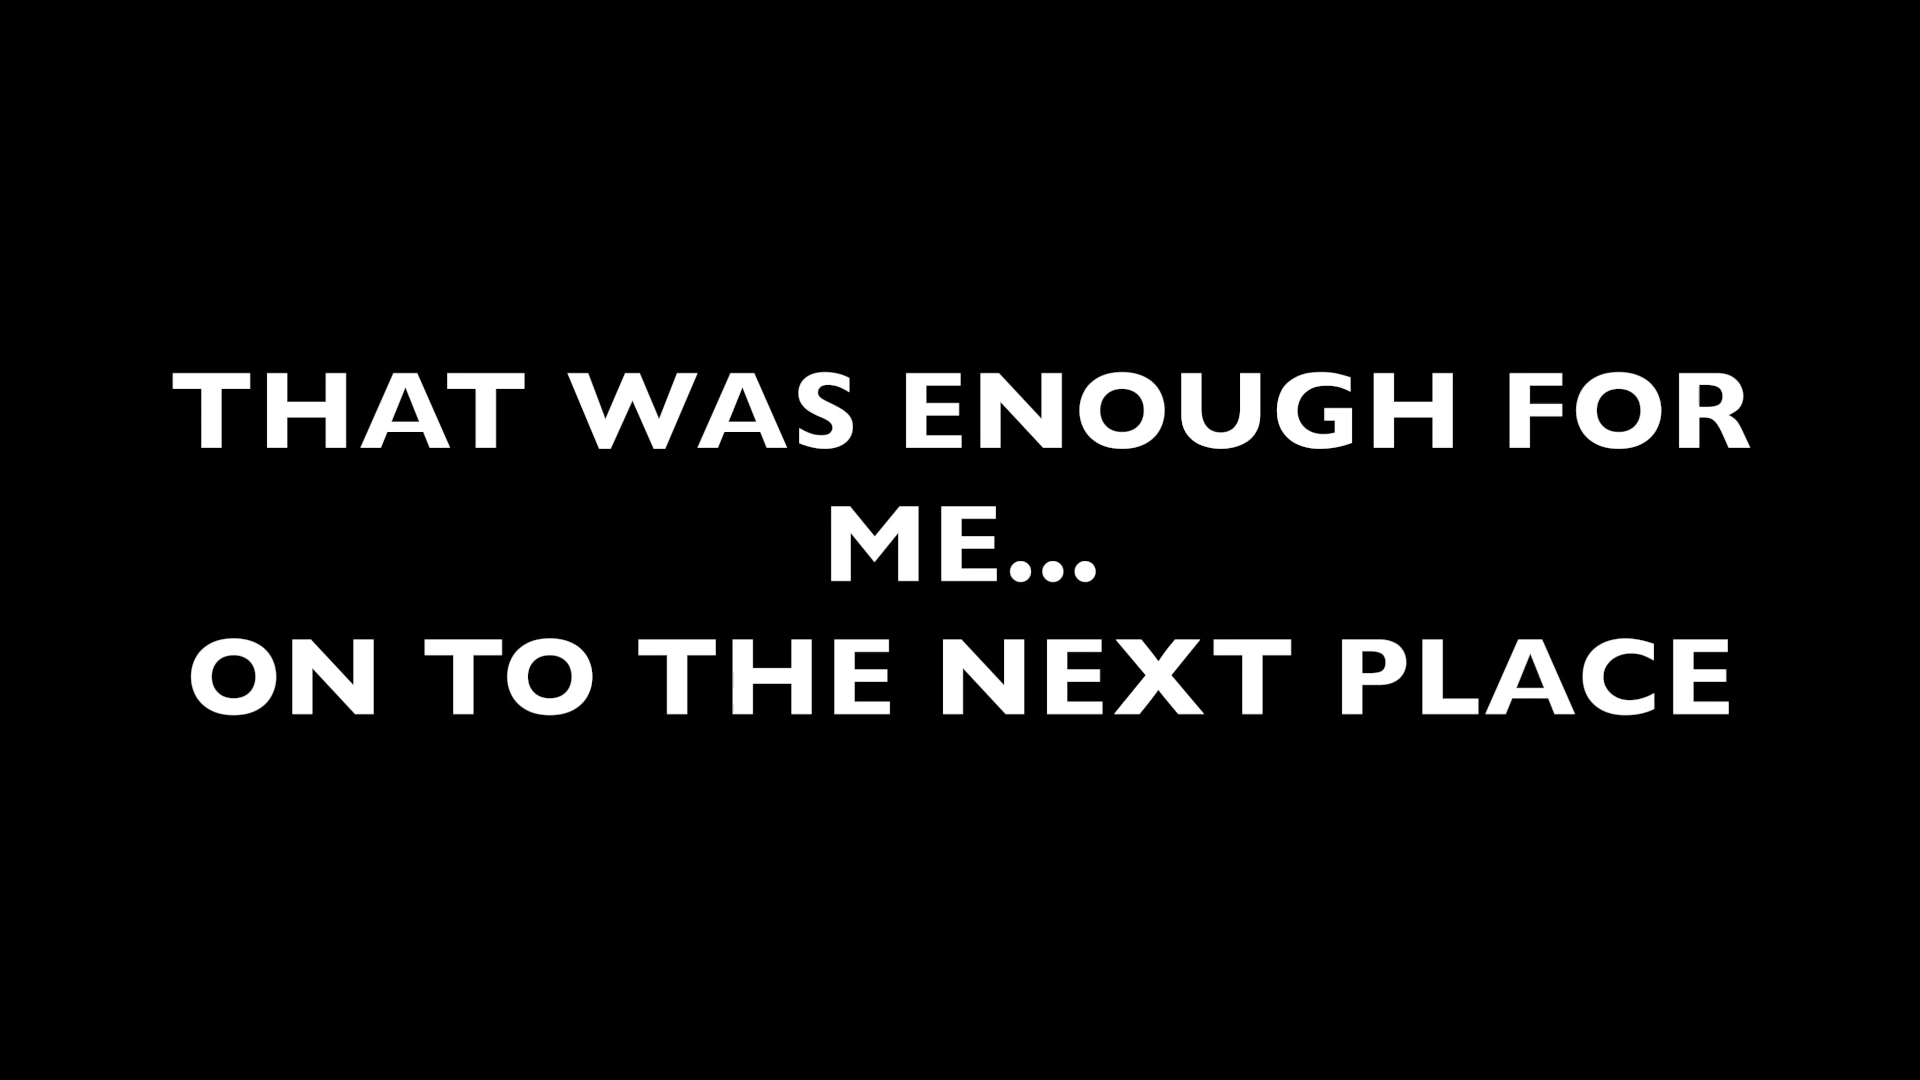 THAT WAS ENOUGH FOR
ME...
ON TO THE NEXT PLACE